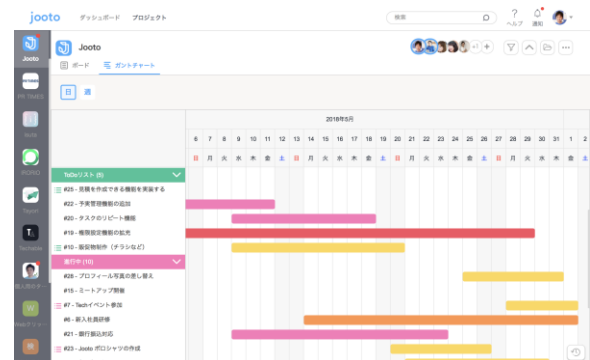 jooto ダッシュボード プロジェクト 検索 ヘルプ 通知
Jooto
Jooto
ボード ガントチャート
PR TIMES
日 週
2018年5月
6 7 8 9 10 11 12 13 14 15 16 17 18 19 20 21 22 23 24 25 26 27 28 29 30 31 1 2
日 月 火 水 木 金 土 日 月 火 水 木 金 土 日 月 火 水 木 金 土 日 月 火 水 木 金 土
ToDoリスト (5)
#25 - 見積を作成できる機能を実装する
#22 - 予実管理機能の追加
#20 - タスクのリピート機能
#19 - 権限設定機能の拡充
#10 - 販促物制作（チラシなど）
進行中 (10)
#26 - プロフィール写真の差し替え
#15 - ミートアップ開催
#7 - Techイベント参加
#6 - 新入社員研修
#21 - 銀行振込対応
#23 - Jooto ポロシャツの作成